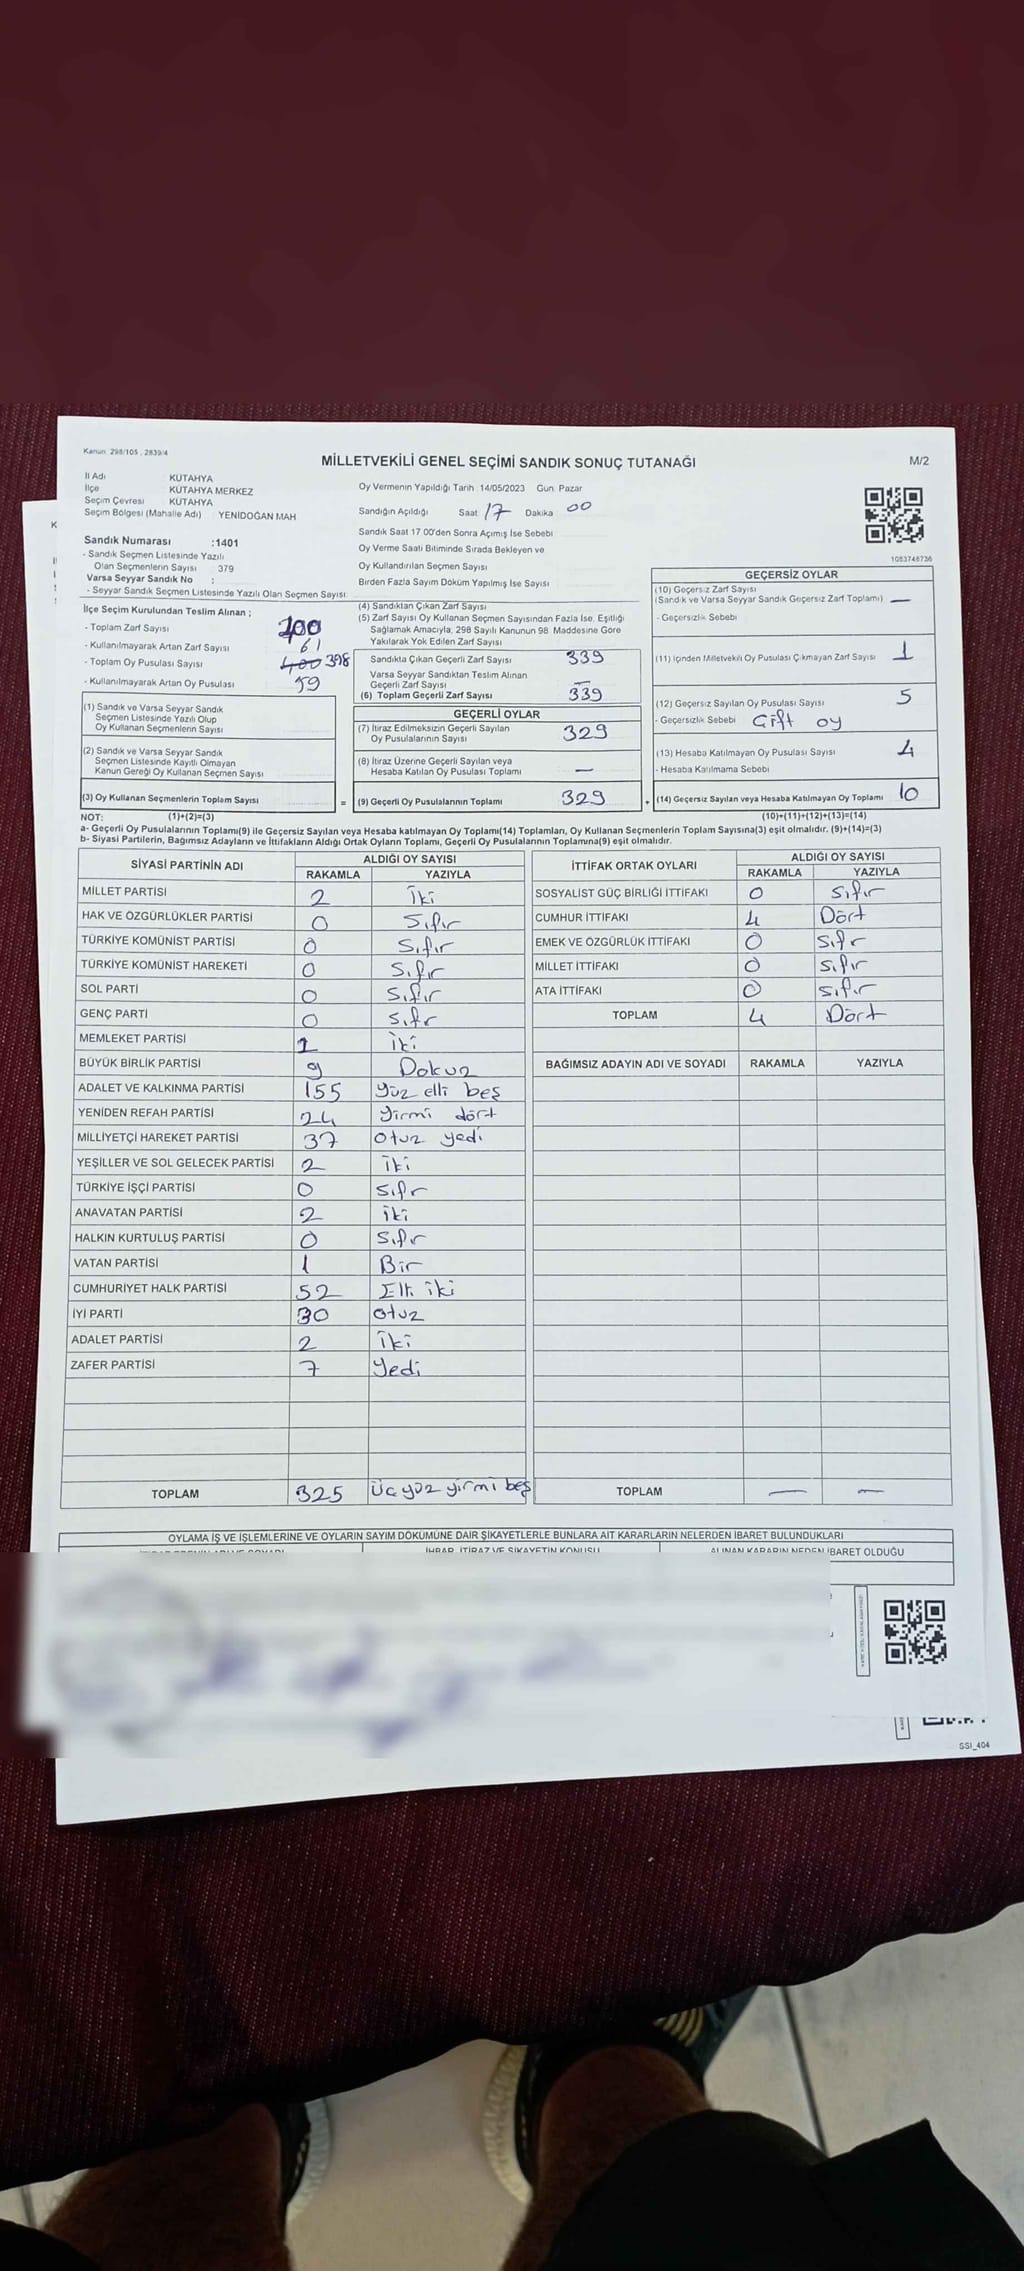 Kanun: 298/105 , 2839/4
MİLLETVEKİLİ GENEL SEÇİMİ SANDIK SONUÇ TUTANAĞI
M/2
İl Adı KÜTAHYA
İlçe KÜTAHYA MERKEZ
Seçim Çevresi KÜTAHYA
Seçim Bölgesi (Mahalle Adı) YENİDOĞAN MAH
Sandık Numarası :1401
- Sandık Seçmen Listesinde Yazılı
Olan Seçmenlerin Sayısı 379
Varsa Seyyar Sandık No :
- Seyyar Sandık Seçmen Listesinde Yazılı Olan Seçmen Sayısı:
Oy Vermenin Yapıldığı Tarih 14/05/2023 Gün Pazar
Sandığın Açıldığı Saat 17 Dakika 00
Sandık Saat 17 00'den Sonra Açmış İse Sebebi
Oy Verme Saati Bitiminde Sırada Bekleyen ve
Oy Kullandırılan Seçmen Sayısı
Birden Fazla Sayım Döküm Yapılmış İse Sayısı
1083748736
İlçe Seçim Kurulundan Teslim Alınan ;
- Toplam Zarf Sayısı 400
- Kullanılmayarak Artan Zarf Sayısı 61
- Toplam Oy Pusulası Sayısı 400 398
- Kullanılmayarak Artan Oy Pusulası 59
(1) Sandık ve Varsa Seyyar Sandık
Seçmen Listesinde Yazılı Olup
Oy Kullanan Seçmenlerin Sayısı
(2) Sandık ve Varsa Seyyar Sandık
Seçmen Listesinde Kayıtlı Olmayan
Kanun Gereği Oy Kullanan Seçmen Sayısı
(3) Oy Kullanan Seçmenlerin Toplam Sayısı
(4) Sandıktan Çıkan Zarf Sayısı
(5) Zarf Sayısı Oy Kullanan Seçmen Sayısından Fazla İse, Eşitliği
Sağlamak Amacıyla, 298 Sayılı Kanunun 98 Maddesine Göre
Yakılarak Yok Edilen Zarf Sayısı
Sandıkta Çıkan Geçerli Zarf Sayısı 339
Varsa Seyyar Sandıktan Teslim Alınan
Geçerli Zarf Sayısı —
(6) Toplam Geçerli Zarf Sayısı 339
GEÇERLİ OYLAR
(7) İtiraz Edilmeksizin Geçerli Sayılan
Oy Pusulalarının Sayısı 329
(8) İtiraz Üzerine Geçerli Sayılan veya
Hesaba Katılan Oy Pusulası Toplamı —
= (9) Geçerli Oy Pusulalarının Toplamı 329
GEÇERSİZ OYLAR
(10) Geçersiz Zarf Sayısı
(Sandık ve Varsa Seyyar Sandık Geçersiz Zarf Toplamı) —
- Geçersizlik Sebebi
(11) İçinden Milletvekili Oy Pusulası Çıkmayan Zarf Sayısı 1
(12) Geçersiz Sayılan Oy Pusulası Sayısı 5
- Geçersizlik Sebebi Çift oy
(13) Hesaba Katılmayan Oy Pusulası Sayısı 4
- Hesaba Katılmama Sebebi
+ (14) Geçersiz Sayılan veya Hesaba Katılmayan Oy Toplamı 10
NOT: (1)+(2)=(3) (10)+(11)+(12)+(13)=(14)
a- Geçerli Oy Pusulalarının Toplamı(9) ile Geçersiz Sayılan veya Hesaba katılmayan Oy Toplamı(14) Toplamları, Oy Kullanan Seçmenlerin Toplam Sayısına(3) eşit olmalıdır. (9)+(14)=(3)
b- Siyasi Partilerin, Bağımsız Adayların ve İttifakların Aldığı Ortak Oyların Toplamı, Geçerli Oy Pusulalarının Toplamına(9) eşit olmalıdır.
SİYASİ PARTİNİN ADI ALDIĞI OY SAYISI
RAKAMLA YAZIYLA
MİLLET PARTİSİ 2 İki
HAK VE ÖZGÜRLÜKLER PARTİSİ 0 Sıfır
TÜRKİYE KOMÜNİST PARTİSİ 0 Sıfır
TÜRKİYE KOMÜNİST HAREKETİ 0 Sıfır
SOL PARTİ 0 Sıfır
GENÇ PARTİ 0 Sıfır
MEMLEKET PARTİSİ 2 İki
BÜYÜK BİRLİK PARTİSİ 9 Dokuz
ADALET VE KALKINMA PARTİSİ 155 Yüz elli beş
YENİDEN REFAH PARTİSİ 24 Yirmi dört
MİLLİYETÇİ HAREKET PARTİSİ 37 Otuz yedi
YEŞİLLER VE SOL GELECEK PARTİSİ 2 İki
TÜRKİYE İŞÇİ PARTİSİ 0 Sıfır
ANAVATAN PARTİSİ 2 İki
HALKIN KURTULUŞ PARTİSİ 0 Sıfır
VATAN PARTİSİ 1 Bir
CUMHURİYET HALK PARTİSİ 52 Elli iki
İYİ PARTİ 30 Otuz
ADALET PARTİSİ 2 İki
ZAFER PARTİSİ 7 Yedi
TOPLAM 325 Üç yüz yirmi beş
İTTİFAK ORTAK OYLARI ALDIĞI OY SAYISI
RAKAMLA YAZIYLA
SOSYALİST GÜÇ BİRLİĞİ İTTİFAKI 0 Sıfır
CUMHUR İTTİFAKI 4 Dört
EMEK VE ÖZGÜRLÜK İTTİFAKI 0 Sıfır
MİLLET İTTİFAKI 0 Sıfır
ATA İTTİFAKI 0 Sıfır
TOPLAM 4 Dört
BAĞIMSIZ ADAYIN ADI VE SOYADI RAKAMLA YAZIYLA
TOPLAM — —
OYLAMA İŞ VE İŞLEMLERİNE VE OYLARIN SAYIM DÖKÜMÜNE DAİR ŞİKAYETLERLE BUNLARA AİT KARARLARIN NELERDEN İBARET BULUNDUKLARI
İHBAR, İTİRAZ VE ŞİKAYETİN KONUSU ALINAN KARARIN NEDEN İBARET OLDUĞU
SSI_404